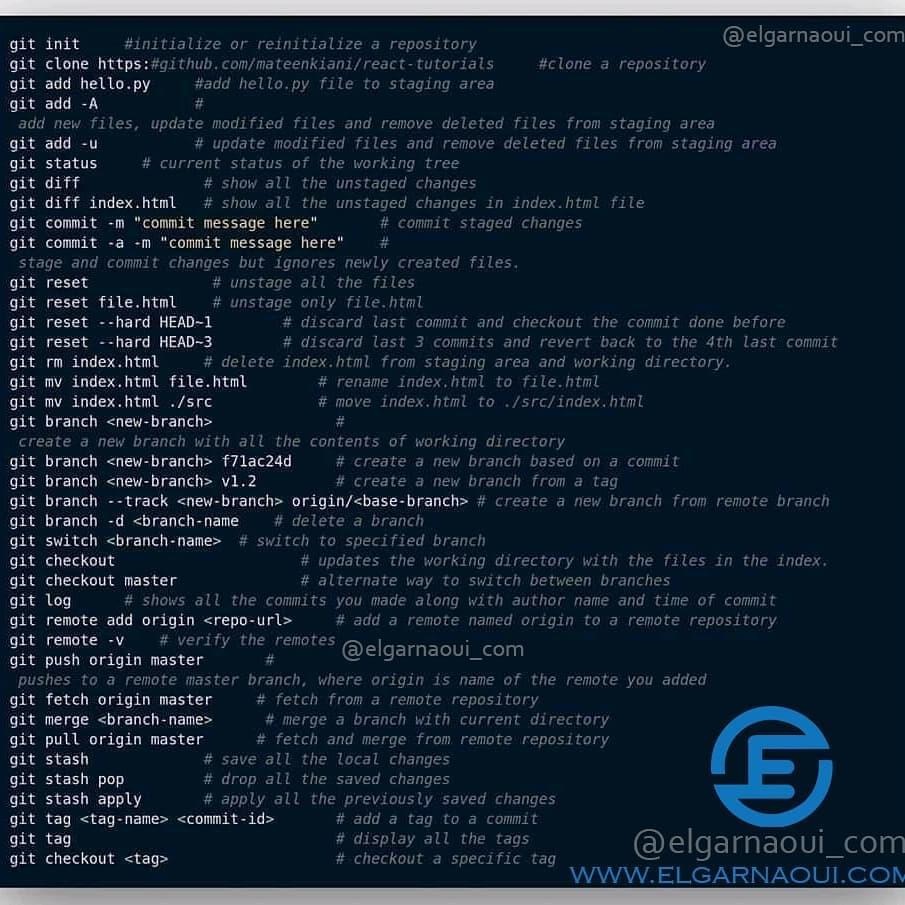 @elgarnaoui_com
git init #initialize or reinitialize a repository
git clone https:#github.com/mateenkiani/react-tutorials #clone a repository
git add hello.py #add hello.py file to staging area
git add -A #
add new files, update modified files and remove deleted files from staging area
git add -u # update modified files and remove deleted files from staging area
git status # current status of the working tree
git diff # show all the unstaged changes
git diff index.html # show all the unstaged changes in index.html file
git commit -m "commit message here" # commit staged changes
git commit -a -m "commit message here" #
stage and commit changes but ignores newly created files.
git reset # unstage all the files
git reset file.html # unstage only file.html
git reset --hard HEAD~1 # discard last commit and checkout the commit done before
git reset --hard HEAD~3 # discard last 3 commits and revert back to the 4th last commit
git rm index.html # delete index.html from staging area and working directory.
git mv index.html file.html # rename index.html to file.html
git mv index.html ./src # move index.html to ./src/index.html
git branch <new-branch> #
create a new branch with all the contents of working directory
git branch <new-branch> f71ac24d # create a new branch based on a commit
git branch <new-branch> v1.2 # create a new branch from a tag
git branch --track <new-branch> origin/<base-branch> # create a new branch from remote branch
git branch -d <branch-name # delete a branch
git switch <branch-name> # switch to specified branch
git checkout # updates the working directory with the files in the index.
git checkout master # alternate way to switch between branches
git log # shows all the commits you made along with author name and time of commit
git remote add origin <repo-url> # add a remote named origin to a remote repository
git remote -v # verify the remotes
@elgarnaoui_com
git push origin master #
pushes to a remote master branch, where origin is name of the remote you added
git fetch origin master # fetch from a remote repository
git merge <branch-name> # merge a branch with current directory
git pull origin master # fetch and merge from remote repository
git stash # save all the local changes
git stash pop # drop all the saved changes
git stash apply # apply all the previously saved changes
git tag <tag-name> <commit-id> # add a tag to a commit
git tag # display all the tags
@elgarnaoui_com
git checkout <tag> # checkout a specific tag
WWW.ELGARNAOUI.COM